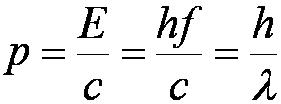 p = E/c = hf/c = h/λ